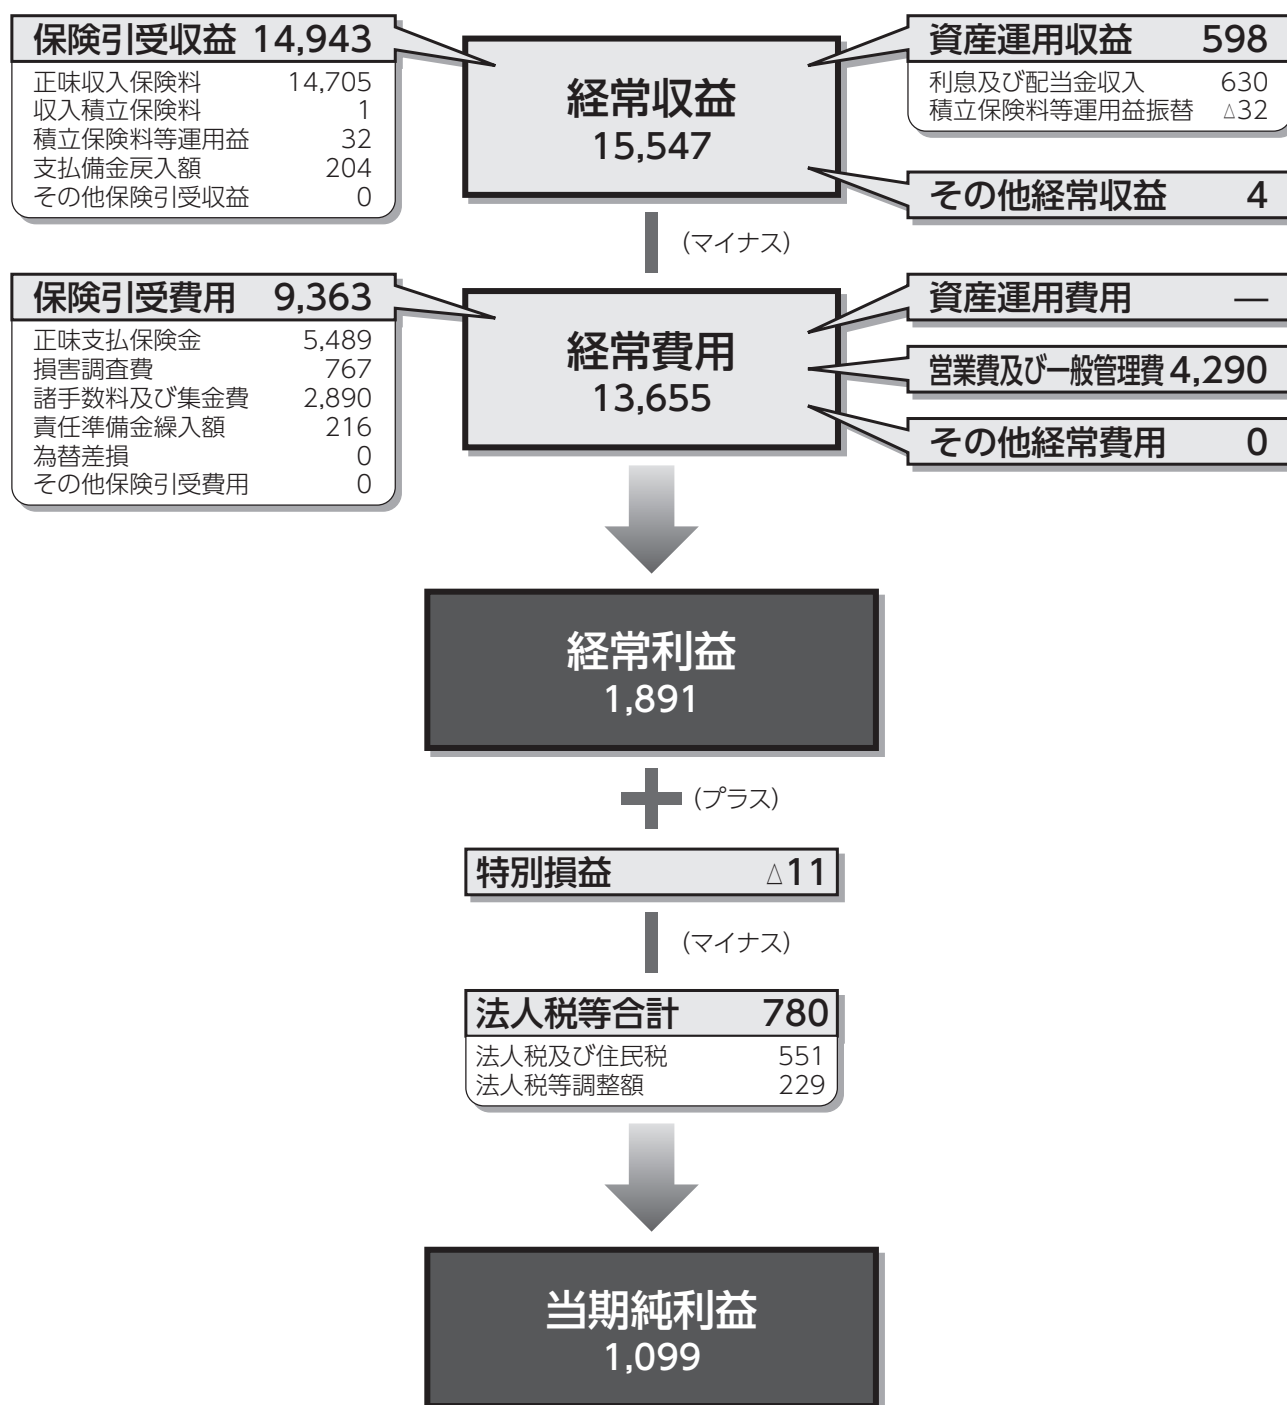 保険引受収益 14,943
正味収入保険料 14,705
収入積立保険料 1
積立保険料等運用益 32
支払備金戻入額 204
その他保険引受収益 0
経常収益
15,547
資産運用収益 598
利息及び配当金収入 630
積立保険料等運用益振替 △32
その他経常収益 4
(マイナス)
保険引受費用 9,363
正味支払保険金 5,489
損害調査費 767
諸手数料及び集金費 2,890
責任準備金繰入額 216
為替差損 0
その他保険引受費用 0
経常費用
13,655
資産運用費用 —
営業費及び一般管理費 4,290
その他経常費用 0
経常利益
1,891
(プラス)
特別損益 △11
(マイナス)
法人税等合計 780
法人税及び住民税 551
法人税等調整額 229
当期純利益
1,099